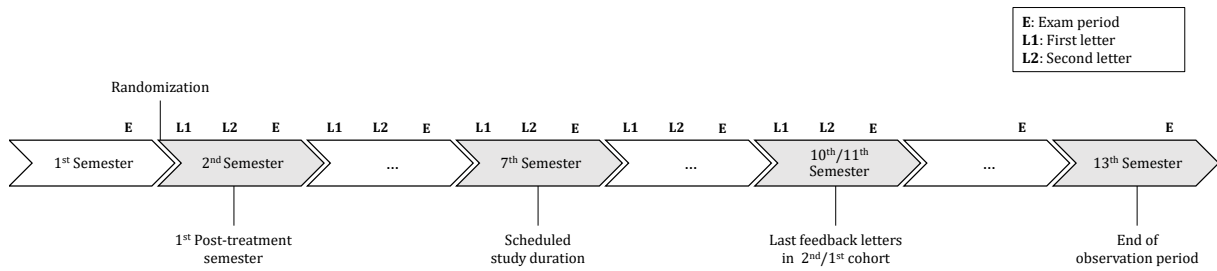 E: Exam period
L1: First letter
L2: Second letter
Randomization
E L1 L2 E L1 L2 E L1 L2 E L1 L2 E L1 L2 E E E
1st Semester
2nd Semester
...
7th Semester
...
10th/11th
Semester
...
13th Semester
1st Post-treatment
semester
Scheduled
study duration
Last feedback letters
in 2nd/1st cohort
End of
observation period